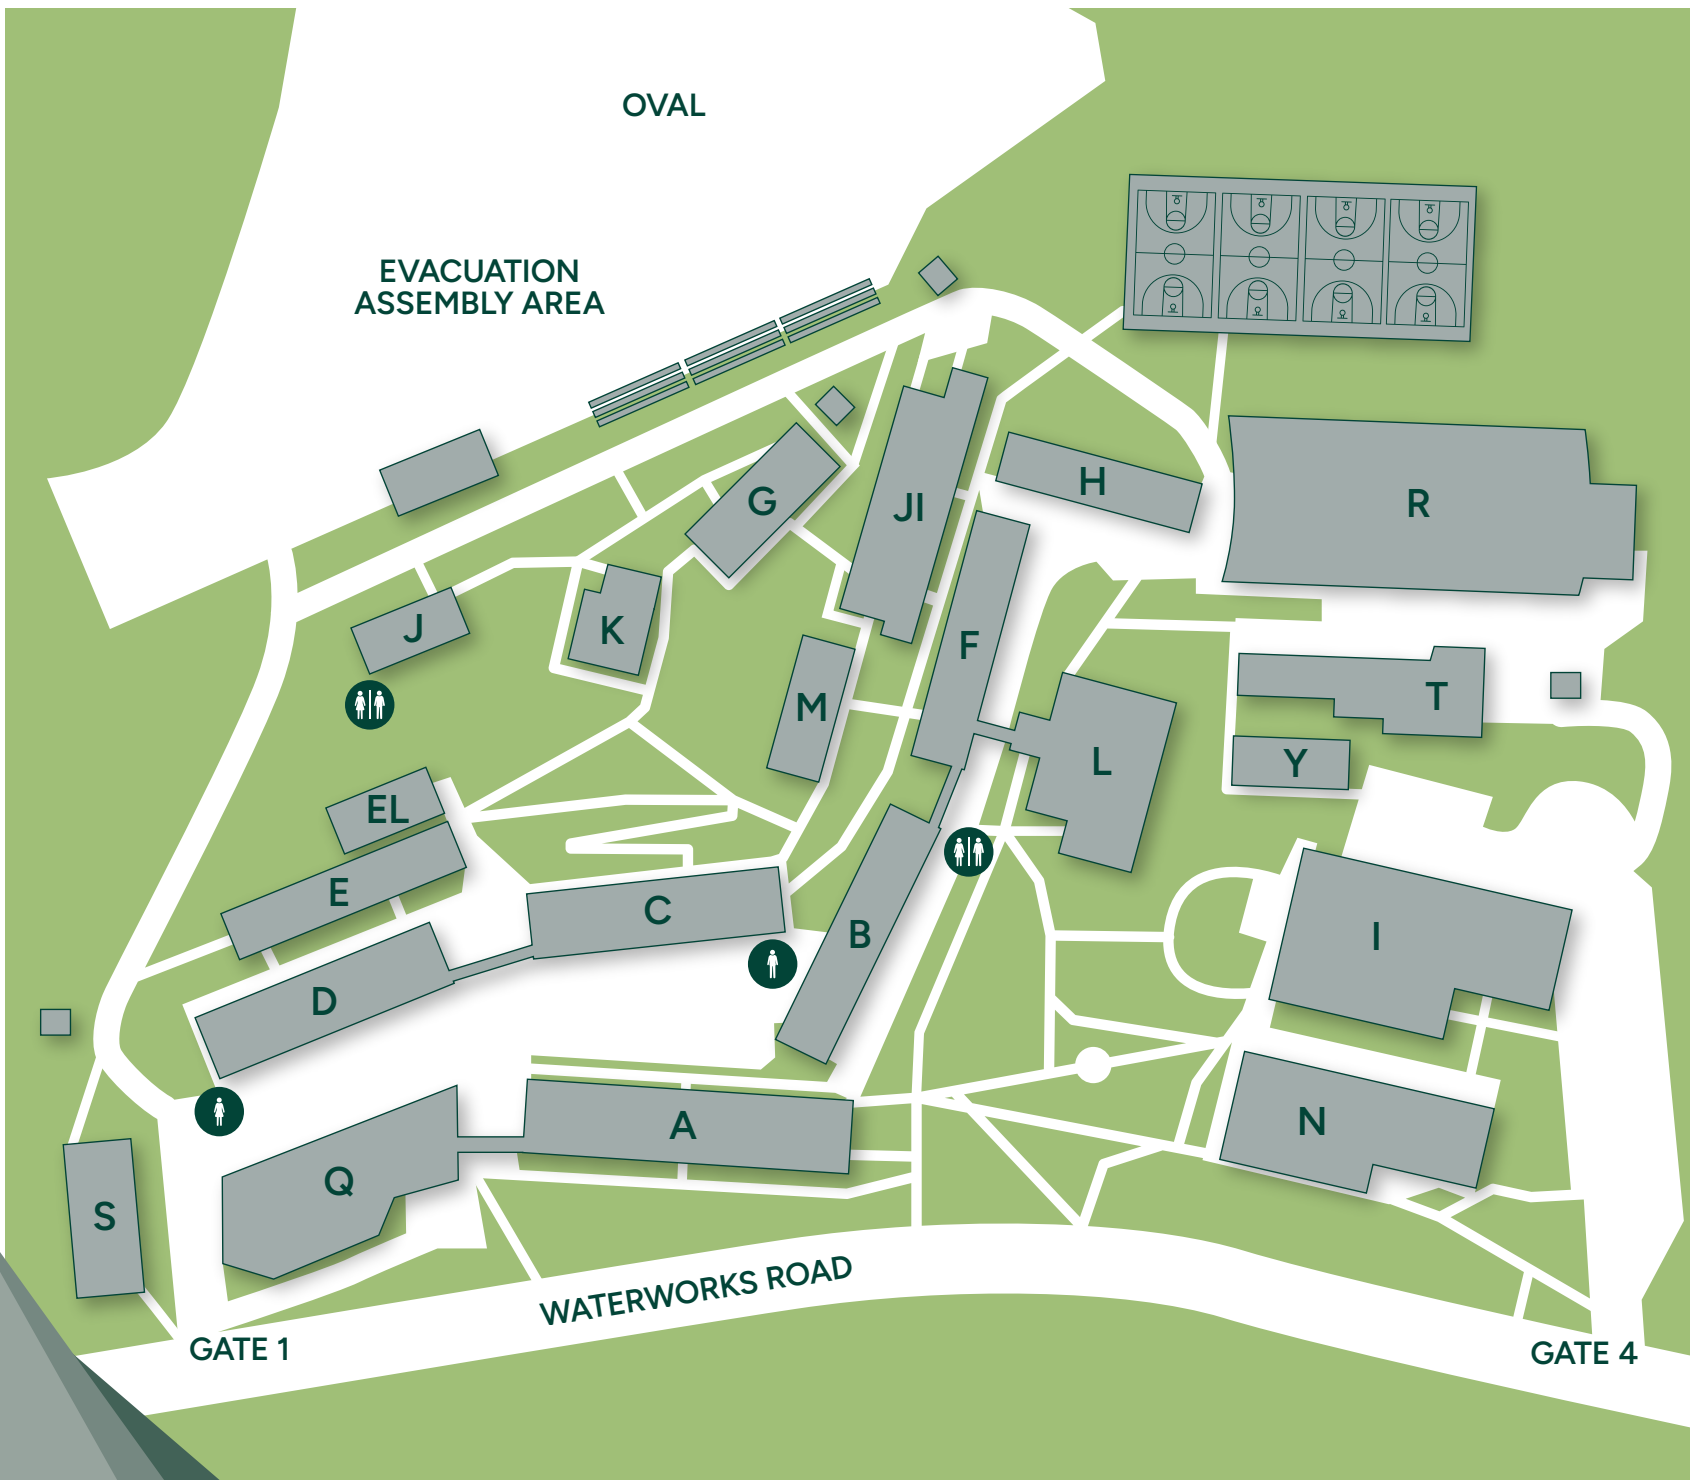 OVAL
EVACUATION
ASSEMBLY AREA
H
G
R
JI
J
K
F
T
M
L
Y
EL
E
C
B
I
D
A
N
Q
S
WATERWORKS ROAD
GATE 1
GATE 4